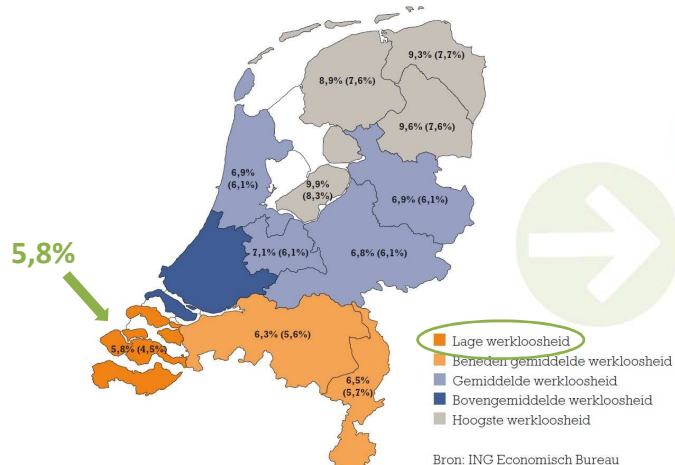 9,3% (7,7%)
8,9% (7,6%)
9,6% (7,6%)
6,9%
(6,1%)
9,9%
(8,3%)
6,9% (6,1%)
7,1% (6,1%)
6,8% (6,1%)
5,8%
6,3% (5,6%)
5,8% (4,5%)
6,5%
(5,7%)
Lage werkloosheid
Beneden gemiddelde werkloosheid
Gemiddelde werkloosheid
Bovengemiddelde werkloosheid
Hoogste werkloosheid
Bron: ING Economisch Bureau